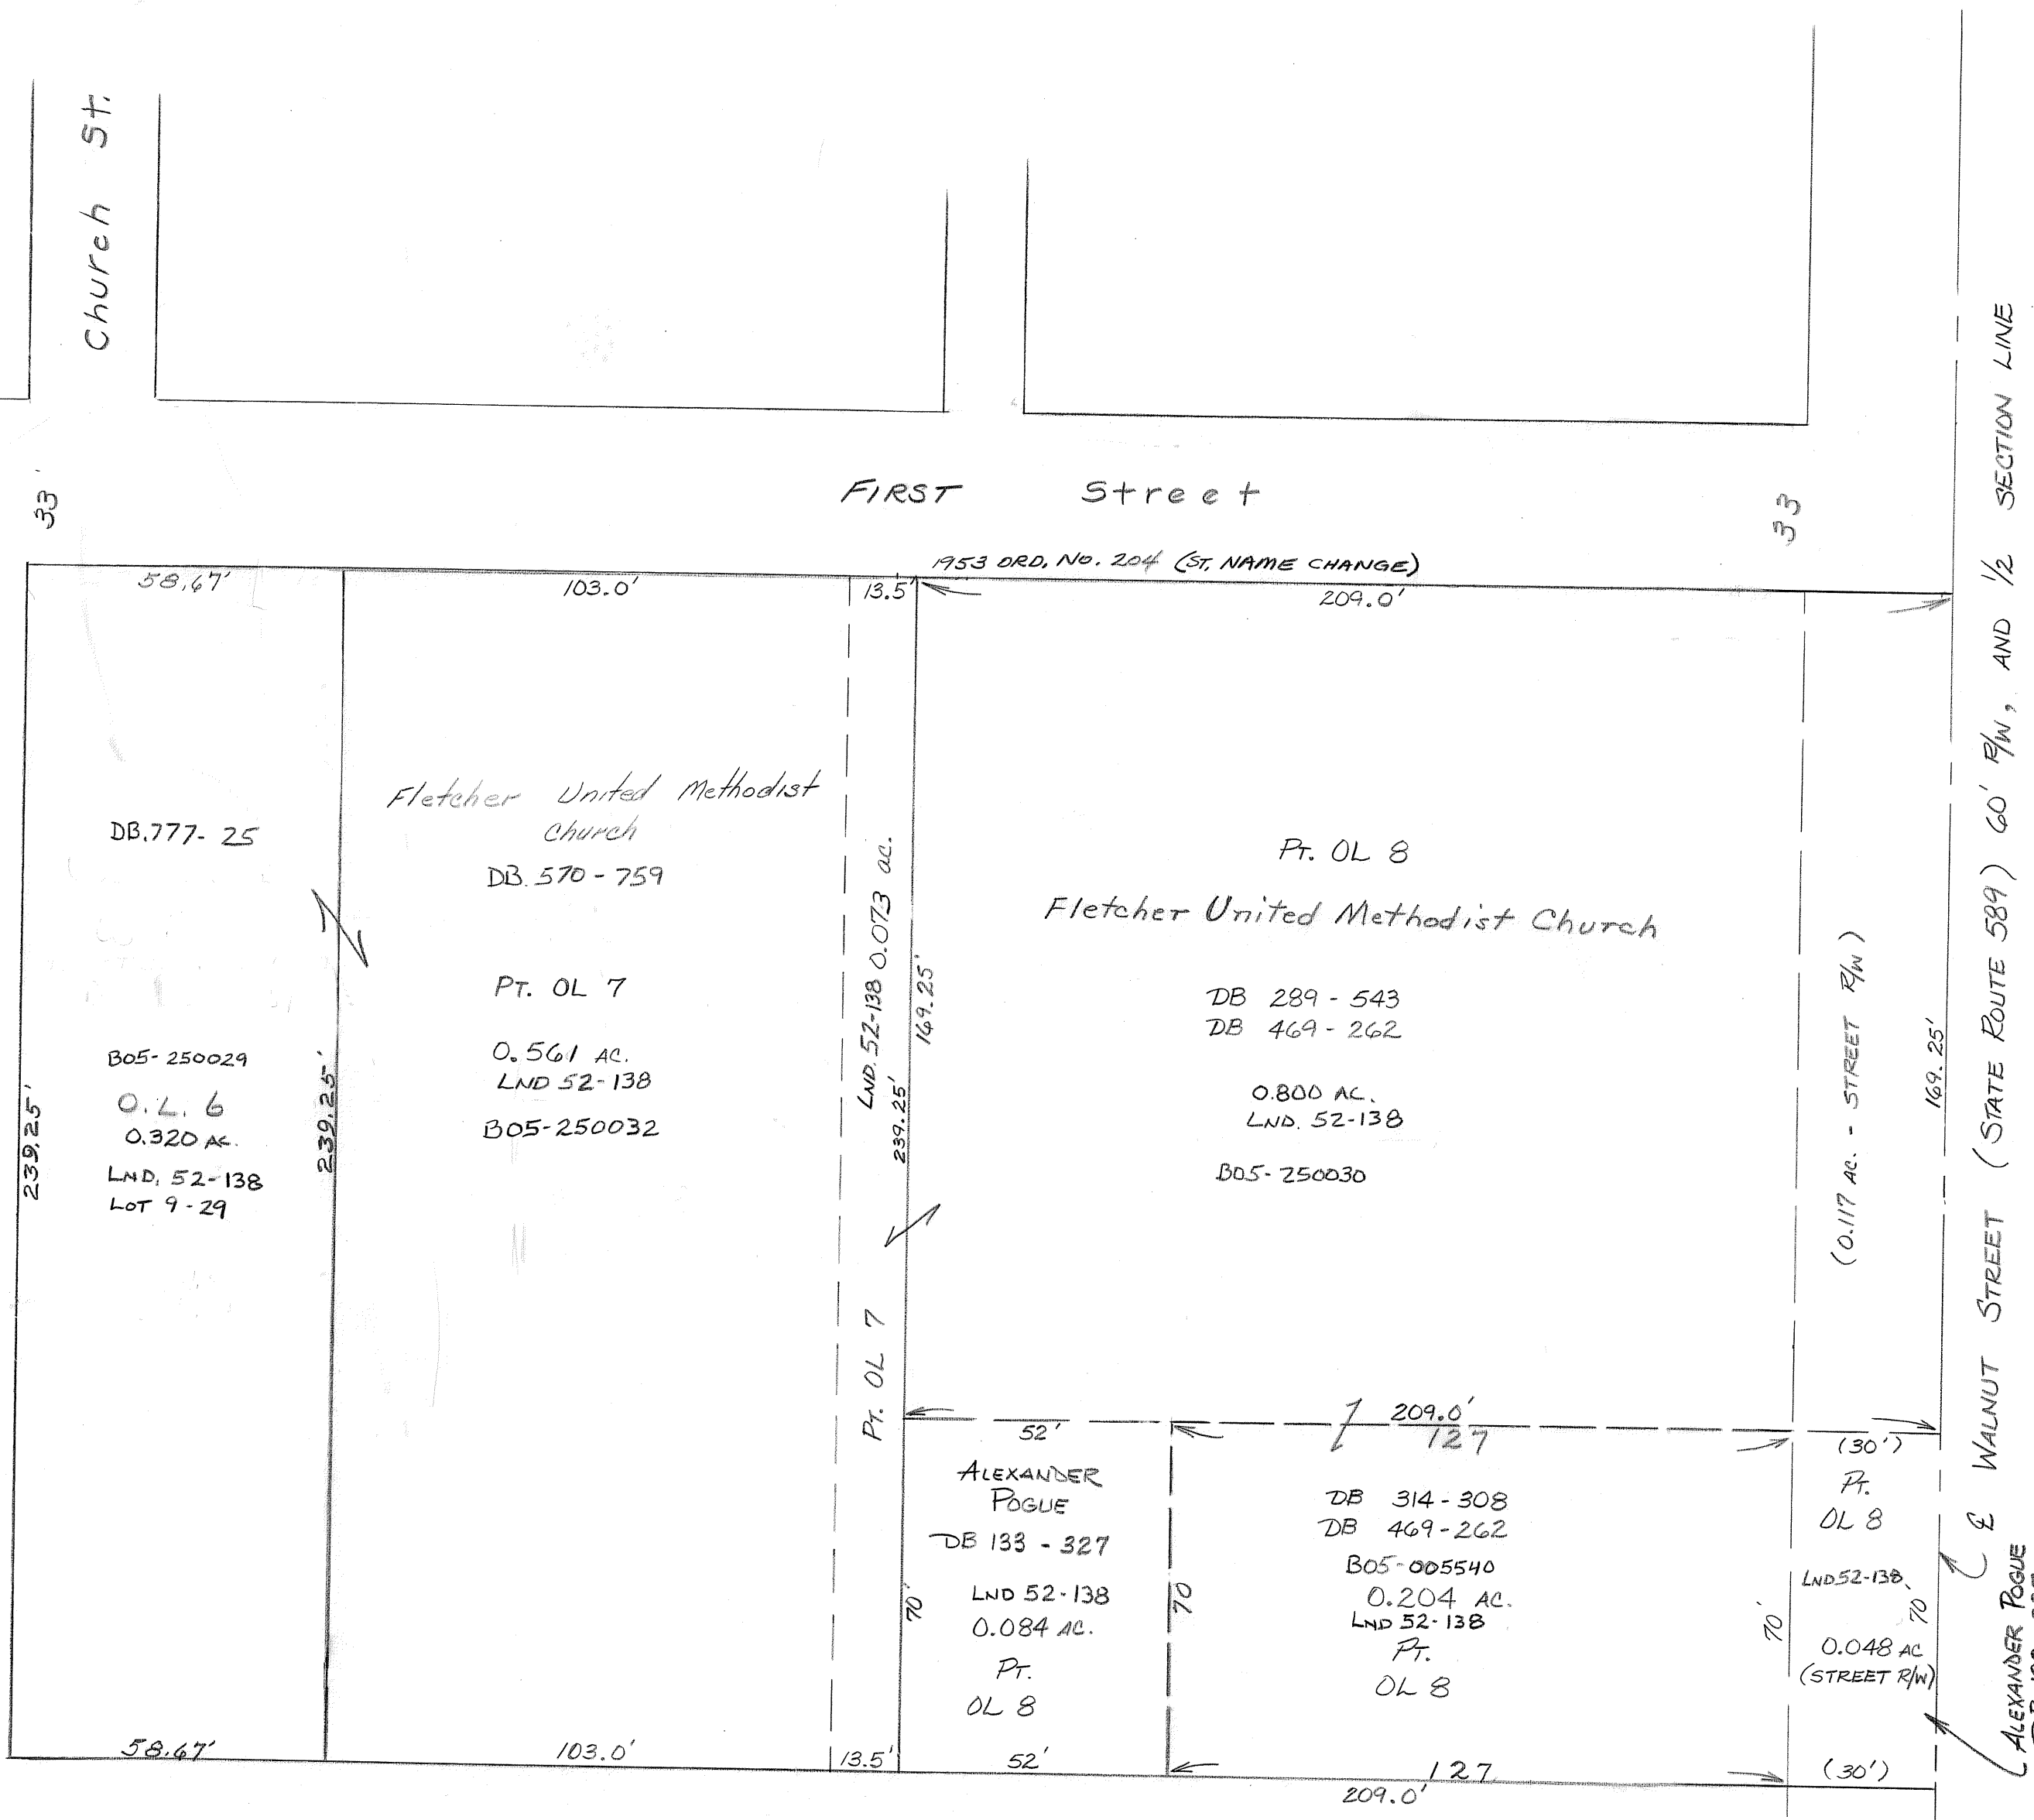 Church St.
33'
FIRST Street
33
1953 ORD. NO. 204 (ST. NAME CHANGE)
58.67'
103.0'
13.5'
209.0'
DB.777-25
B05-250029
O.L. 6
0.320 AC.
LND. 52-138
LOT 9-29
239.25'
239.25'
Fletcher United Methodist
Church
DB. 570-759
PT. OL 7
0.561 AC.
LND 52-138
B05-250032
LND. 52-138 0.073 ac.
PT. OL 7
169.25'
239.25'
PT. OL 8
Fletcher United Methodist Church
DB 289-543
DB 469-262
0.800 AC.
LND. 52-138
B05-250030
(0.117 AC. - STREET R/W)
169.25'
℄ WALNUT STREET (STATE ROUTE 589) 60' R/W, AND 1/2 SECTION LINE
209.0'
52'
127
(30')
ALEXANDER
POGUE
DB 133-327
LND 52-138
0.084 AC.
PT.
OL 8
70'
70
DB 314-308
DB 469-262
B05-005540
0.204 AC.
LND 52-138
PT.
OL 8
70'
PT.
OL 8
LND 52-138
70'
0.048 AC
(STREET R/W)
ALEXANDER POGUE
58.67'
103.0'
13.5'
52'
127
(30')
209.0'